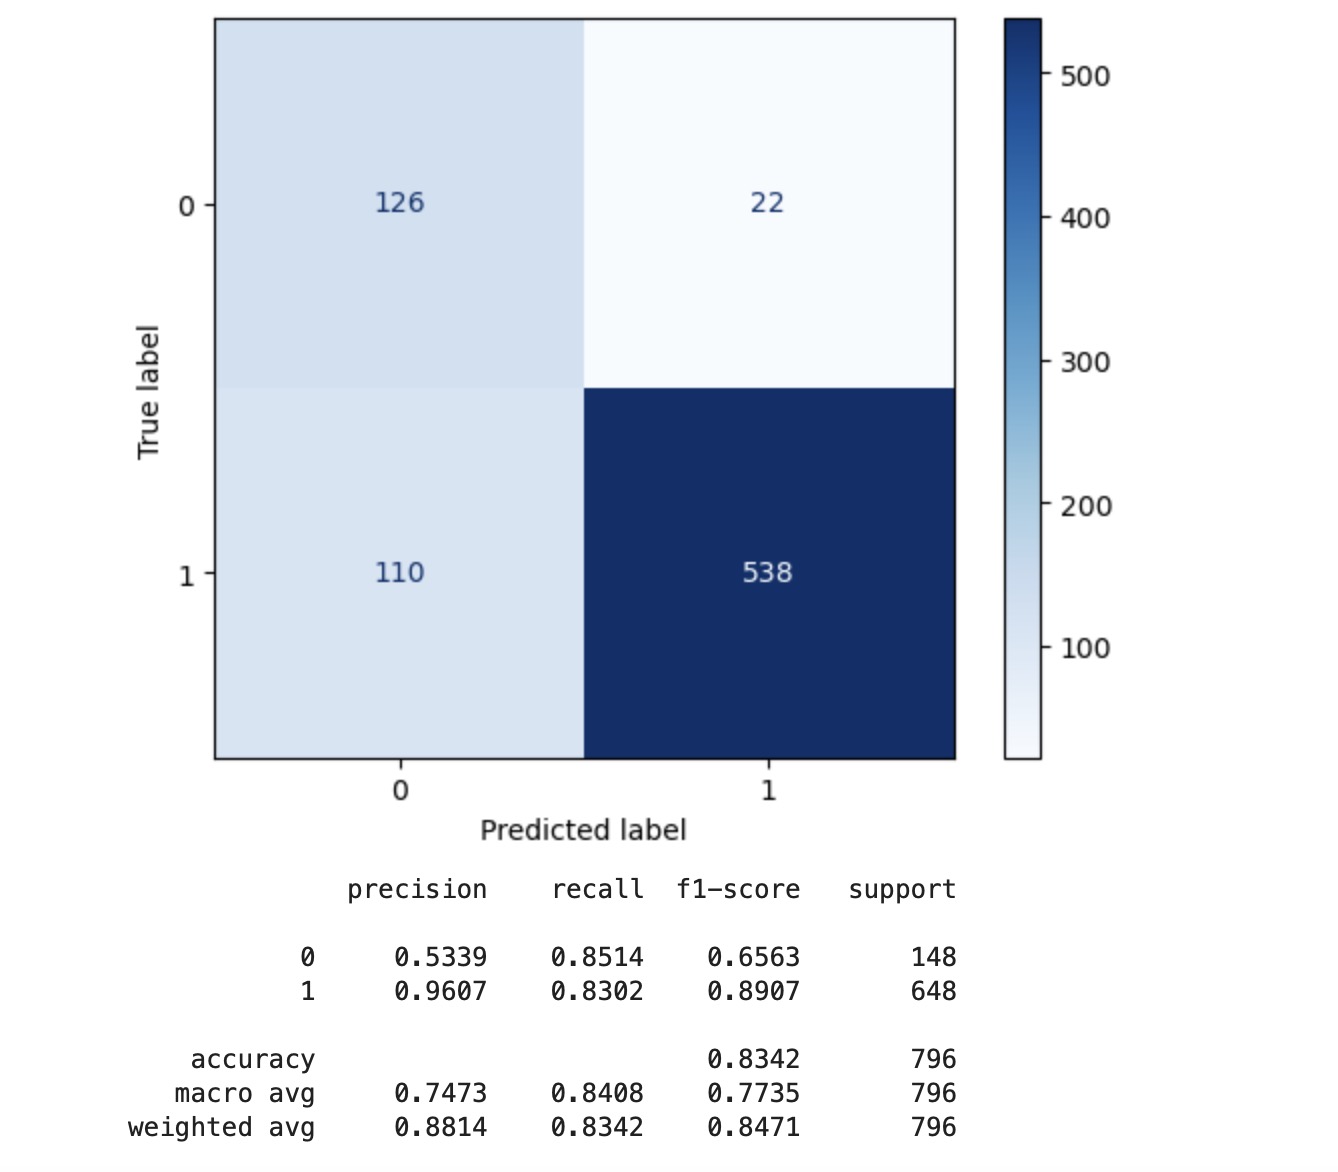 500
0
126
22
400
300
True label
200
1
110
538
100
0
1
Predicted label
precision recall f1-score support
0 0.5339 0.8514 0.6563 148
1 0.9607 0.8302 0.8907 648
accuracy 0.8342 796
macro avg 0.7473 0.8408 0.7735 796
weighted avg 0.8814 0.8342 0.8471 796